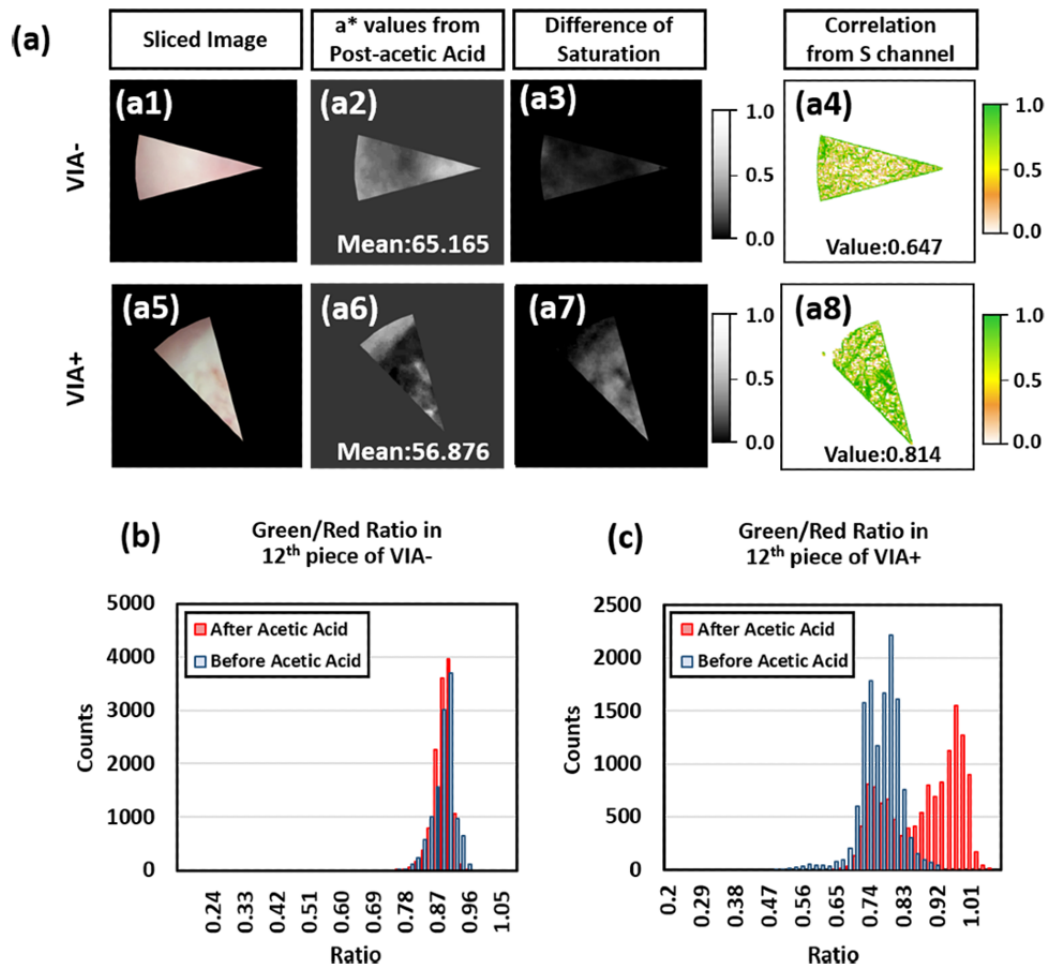 (a)
Sliced Image
a* values from
Post-acetic Acid
Difference of
Saturation
Correlation
from S channel
VIA-
(a1)
(a2)
Mean:65.165
(a3)
1.0
0.5
0.0
(a4)
Value:0.647
1.0
0.5
0.0
VIA+
(a5)
(a6)
Mean:56.876
(a7)
1.0
0.5
0.0
(a8)
Value:0.814
1.0
0.5
0.0
(b)
Green/Red Ratio in
12th piece of VIA-
After Acetic Acid
Before Acetic Acid
Counts
5000
4000
3000
2000
1000
0
0.24 0.33 0.42 0.51 0.60 0.69 0.78 0.87 0.96 1.05
Ratio
(c)
Green/Red Ratio in
12th piece of VIA+
After Acetic Acid
Before Acetic Acid
Counts
2500
2000
1500
1000
500
0
0.2 0.29 0.38 0.47 0.56 0.65 0.74 0.83 0.92 1.01
Ratio